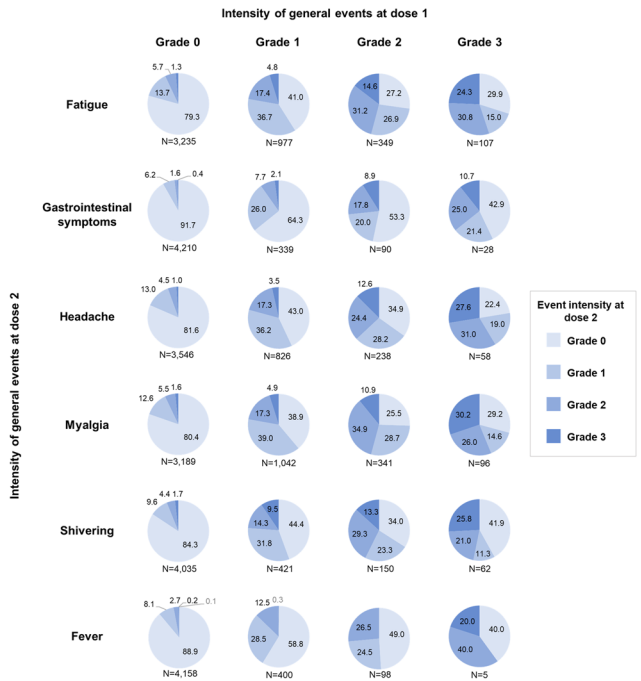 Intensity of general events at dose 1
Grade 0 Grade 1 Grade 2 Grade 3
Intensity of general events at dose 2
Fatigue
5.7 1.3 13.7 79.3 N=3,235
4.8 17.4 41.0 36.7 N=977
14.6 27.2 31.2 26.9 N=349
24.3 29.9 30.8 15.0 N=107
Gastrointestinal
symptoms
6.2 1.6 0.4 91.7 N=4,210
7.7 2.1 26.0 64.3 N=339
8.9 17.8 53.3 20.0 N=90
10.7 25.0 42.9 21.4 N=28
Headache
13.0 4.5 1.0 81.6 N=3,546
3.5 17.3 43.0 36.2 N=826
12.6 24.4 34.9 28.2 N=238
27.6 22.4 31.0 19.0 N=58
Myalgia
12.6 5.5 1.6 80.4 N=3,189
4.9 17.3 38.9 39.0 N=1,042
10.9 25.5 34.9 28.7 N=341
30.2 29.2 26.0 14.6 N=96
Shivering
9.6 4.4 1.7 84.3 N=4,035
9.5 14.3 44.4 31.8 N=421
13.3 34.0 29.3 23.3 N=150
25.8 41.9 21.0 11.3 N=62
Fever
8.1 2.7 0.2 0.1 88.9 N=4,158
12.5 0.3 28.5 58.8 N=400
26.5 49.0 24.5 N=98
20.0 40.0 40.0 N=5
Event intensity at
dose 2
Grade 0
Grade 1
Grade 2
Grade 3